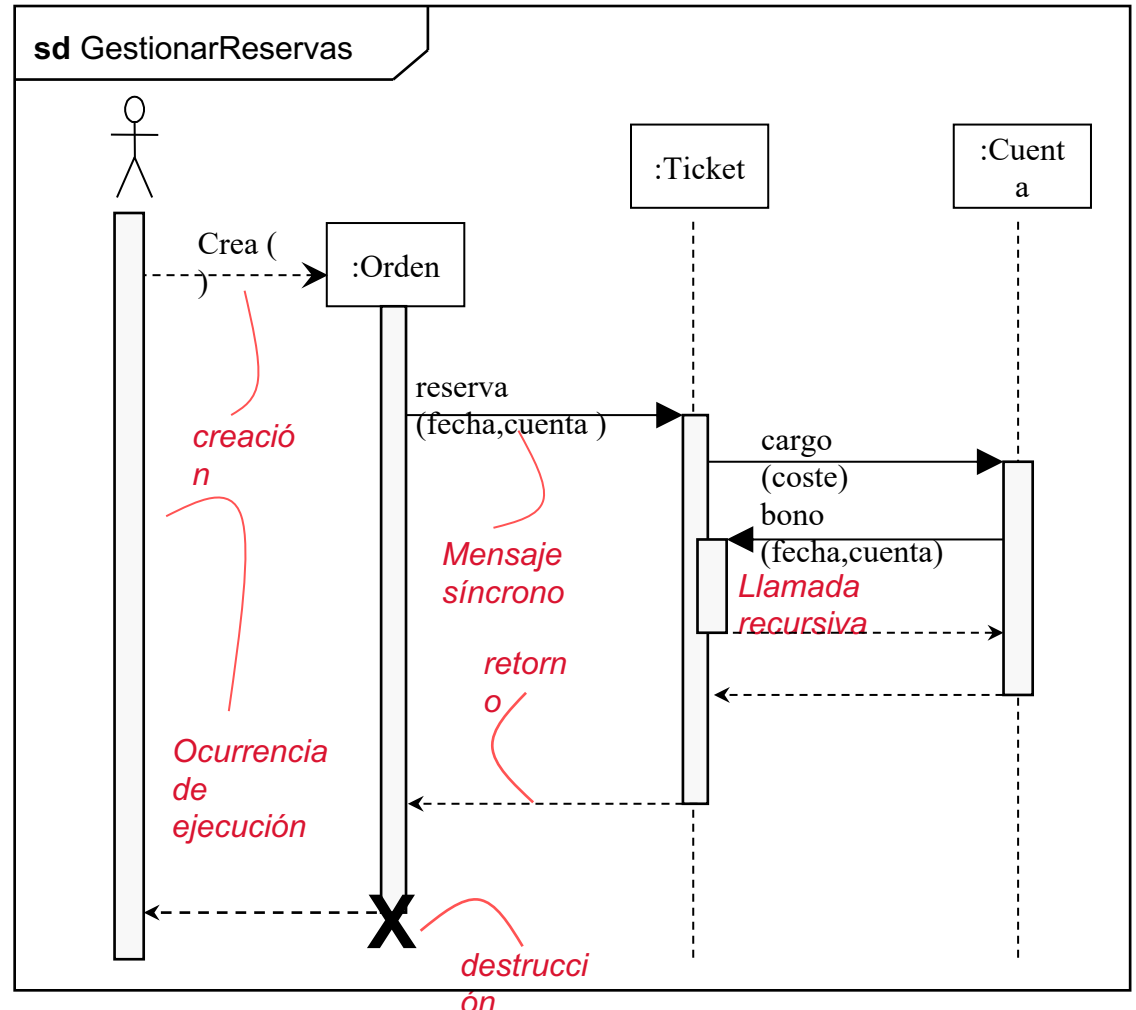 sd GestionarReservas
:Ticket
:Cuent
a
Crea (
)
:Orden
reserva
(fecha,cuenta )
creació
n
cargo
(coste)
bono
(fecha,cuenta)
Mensaje
síncrono
Llamada
recursiva
retorn
o
Ocurrencia
de
ejecución
X
destrucci
ón